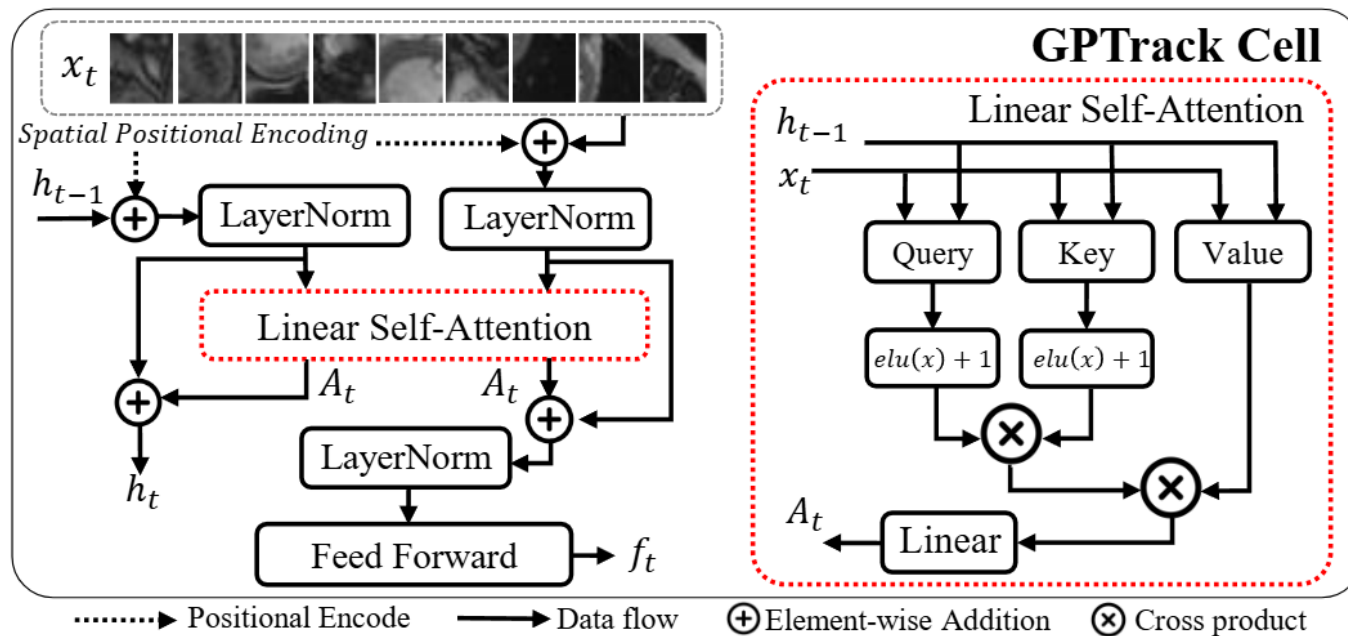 GPTrack Cell
x_t
Spatial Positional Encoding
h_{t-1}
LayerNorm
LayerNorm
Linear Self-Attention
A_t
A_t
LayerNorm
h_t
Feed Forward
f_t
Linear Self-Attention
h_{t-1}
x_t
Query
Key
Value
elu(x) + 1
elu(x) + 1
A_t
Linear
Positional Encode
Data flow
Element-wise Addition
Cross product